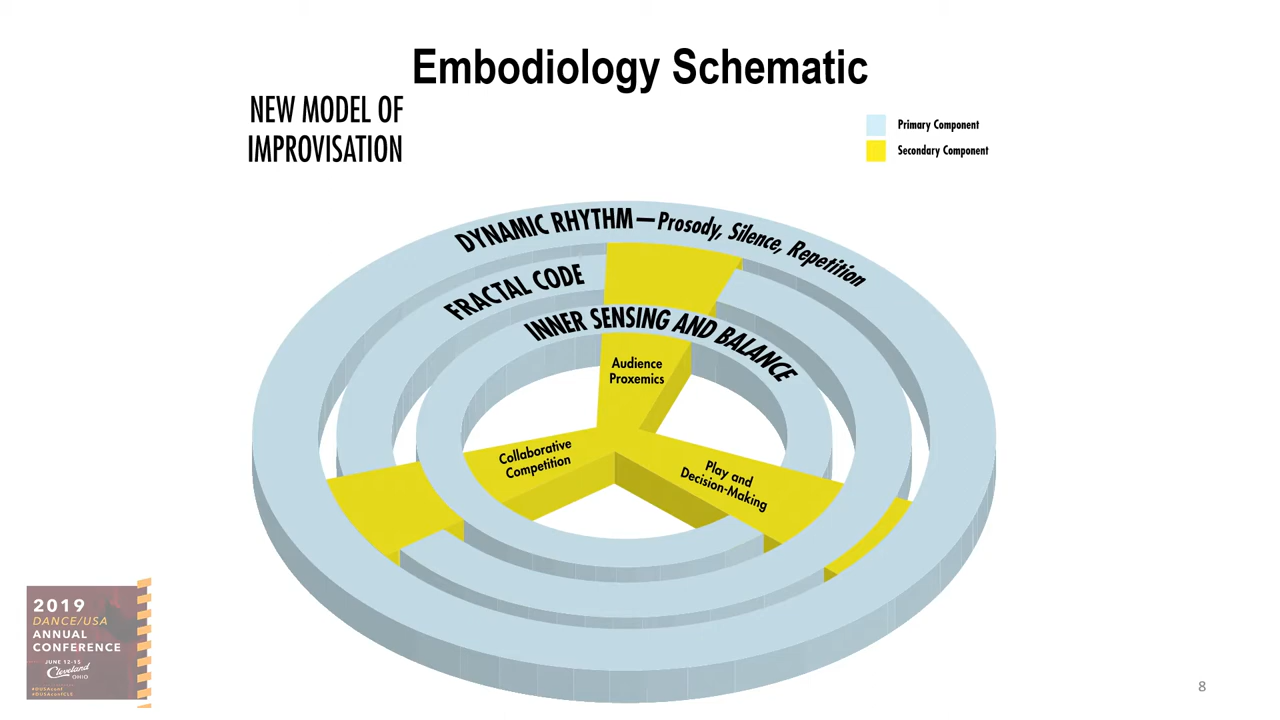 Embodiology Schematic
NEW MODEL OF
IMPROVISATION
Primary Component
Secondary Component
DYNAMIC RHYTHM—Prosody, Silence, Repetition
FRACTAL CODE
INNER SENSING AND BALANCE
Audience
Proxemics
Collaborative
Competition
Play and
Decision-Making
2019
DANCE/USA
ANNUAL
CONFERENCE
JUNE 12-15
Cleveland
OHIO
#DUSAconf
#DUSAconfCLE
8